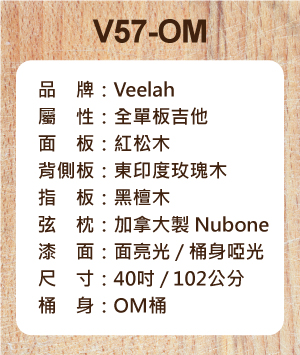 V57-OM
品　牌：Veelah
屬　性：全單板吉他
面　板：紅松木
背側板：東印度玫瑰木
指　板：黑檀木
弦　枕：加拿大製 Nubone
漆　面：面亮光 / 桶身啞光
尺　寸：40吋 / 102公分
桶　身：OM桶